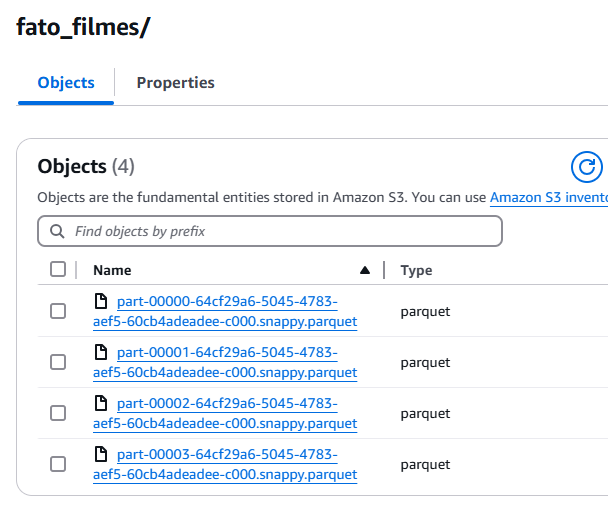 fato_filmes/
Objects
Properties
Objects (4)
Objects are the fundamental entities stored in Amazon S3. You can use Amazon S3 invento
Find objects by prefix
Name
Type
part-00000-64cf29a6-5045-4783-
aef5-60cb4adeadee-c000.snappy.parquet
parquet
part-00001-64cf29a6-5045-4783-
aef5-60cb4adeadee-c000.snappy.parquet
parquet
part-00002-64cf29a6-5045-4783-
aef5-60cb4adeadee-c000.snappy.parquet
parquet
part-00003-64cf29a6-5045-4783-
aef5-60cb4adeadee-c000.snappy.parquet
parquet